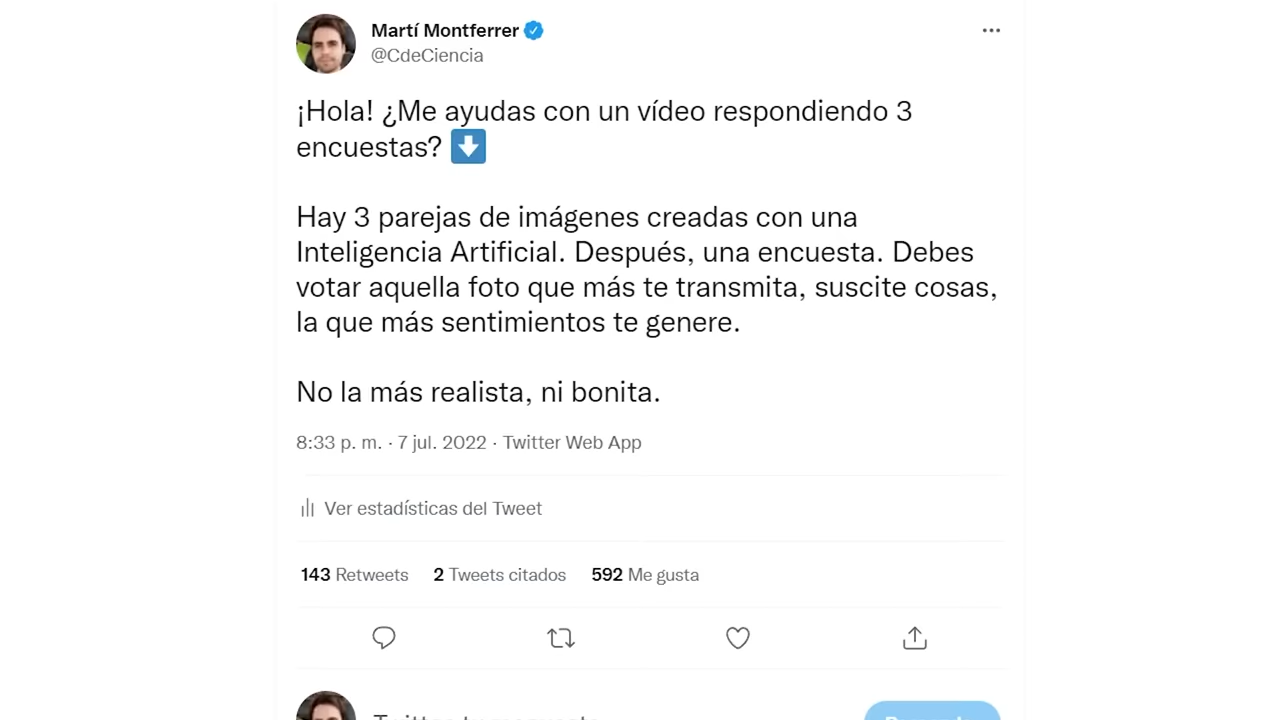 Martí Montferrer
@CdeCiencia
¡Hola! ¿Me ayudas con un vídeo respondiendo 3
encuestas? ⬇️
Hay 3 parejas de imágenes creadas con una
Inteligencia Artificial. Después, una encuesta. Debes
votar aquella foto que más te transmita, suscite cosas,
la que más sentimientos te genere.
No la más realista, ni bonita.
8:33 p. m. · 7 jul. 2022 · Twitter Web App
Ver estadísticas del Tweet
143 Retweets 2 Tweets citados 592 Me gusta